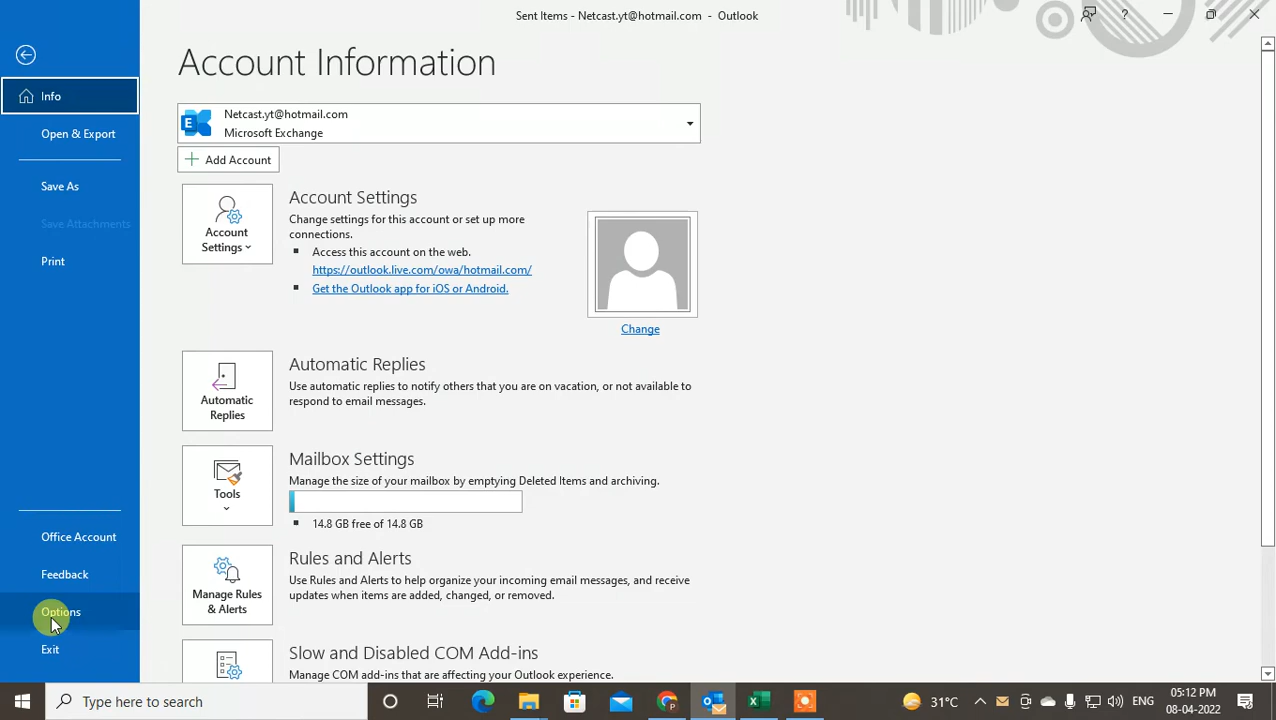 Sent Items - Netcast.yt@hotmail.com - Outlook
?
Account Information
Info
Open & Export
Save As
Save Attachments
Print
Office Account
Feedback
Options
Exit
E
Netcast.yt@hotmail.com
Microsoft Exchange
Add Account
Account
Settings
Account Settings
Change settings for this account or set up more
connections.
Access this account on the web.
https://outlook.live.com/owa/hotmail.com/
Get the Outlook app for iOS or Android.
Change
Automatic
Replies
Automatic Replies
Use automatic replies to notify others that you are on vacation, or not available to
respond to email messages.
Tools
Mailbox Settings
Manage the size of your mailbox by emptying Deleted Items and archiving.
14.8 GB free of 14.8 GB
Manage Rules
& Alerts
Rules and Alerts
Use Rules and Alerts to help organize your incoming email messages, and receive
updates when items are added, changed, or removed.
Slow and Disabled COM Add-ins
Manage COM add-ins that are affecting your Outlook experience.
Type here to search
31°C
ENG
05:12 PM
08-04-2022